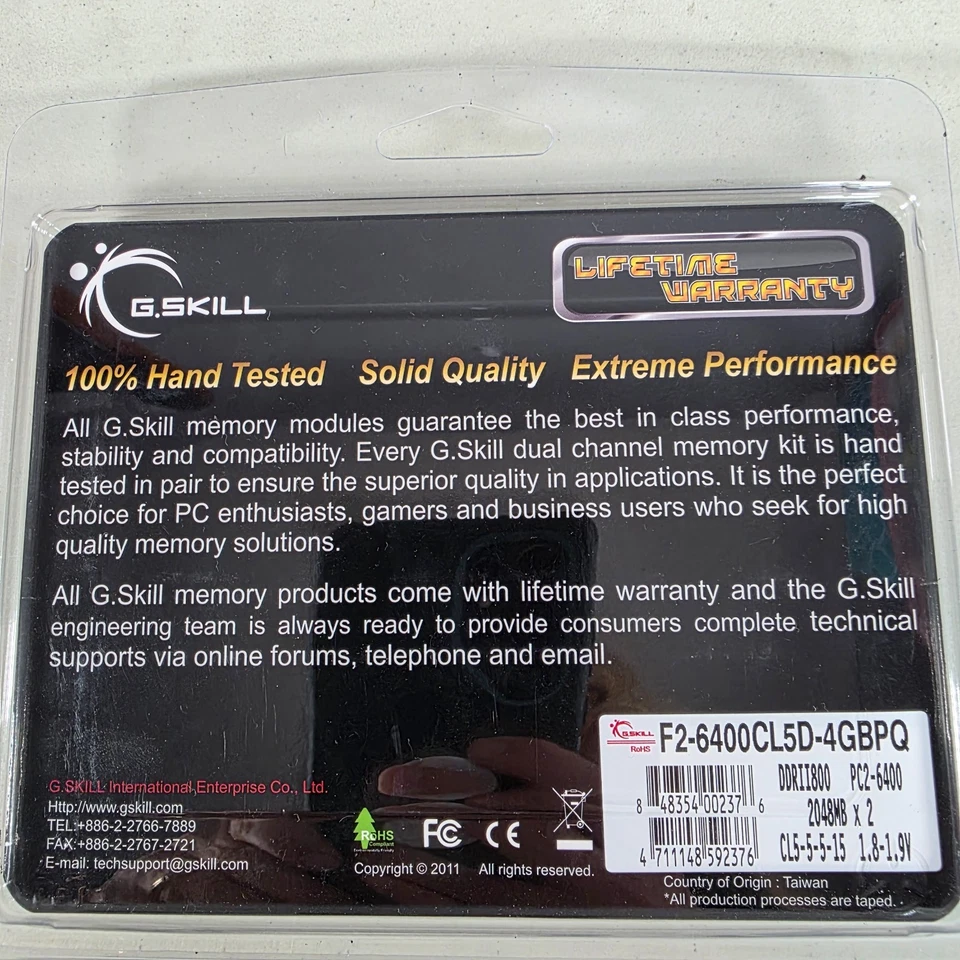 G.SKILL
LIFETIME
WARRANTY
100% Hand Tested Solid Quality Extreme Performance
All G.Skill memory modules guarantee the best in class performance,
stability and compatibility. Every G.Skill dual channel memory kit is hand
tested in pair to ensure the superior quality in applications. It is the perfect
choice for PC enthusiasts, gamers and business users who seek for high
quality memory solutions.
All G.Skill memory products come with lifetime warranty and the G.Skill
engineering team is always ready to provide consumers complete technical
supports via online forums, telephone and email.
G.SKILL International Enterprise Co., Ltd.
Http://www.gskill.com
TEL:+886-2-2766-7889
FAX:+886-2-2767-2721
E-mail: techsupport@gskill.com
RoHS
Compliant
Environmentally Friendly
FC CE
Copyright © 2011 All rights reserved.
G.SKILL
RoHS
F2-6400CL5D-4GBPQ
DDRII800 PC2-6400
8 48354 00237 6
2048MB x 2
4 711148 592376
CL5-5-5-15 1.8-1.9V
Country of Origin : Taiwan
*All production processes are taped.